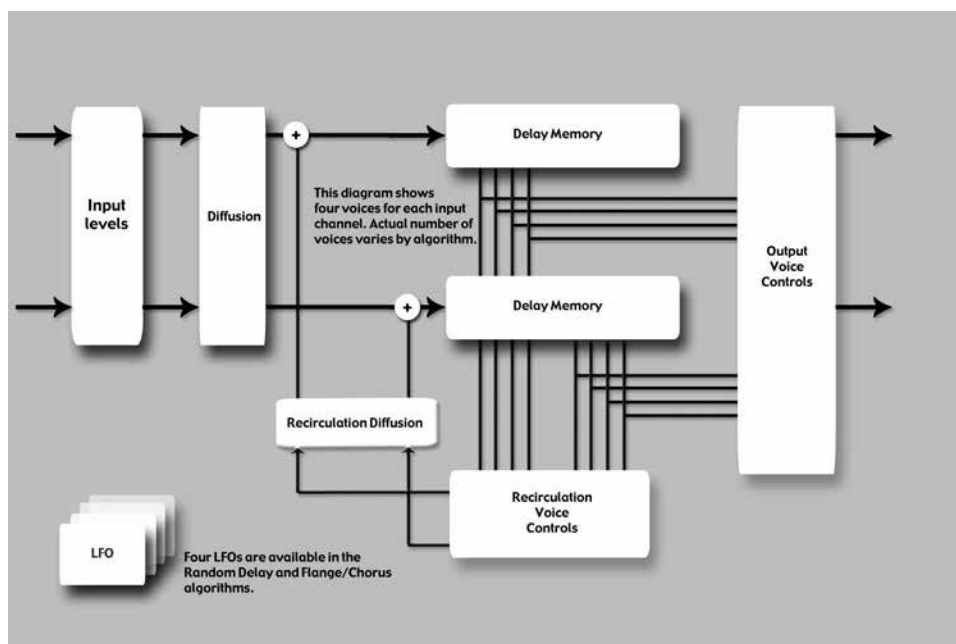 Input
levels
Diffusion
+
Delay Memory
This diagram shows
four voices for each input
channel. Actual number of
voices varies by algorithm.
+
Delay Memory
Output
Voice
Controls
Recirculation Diffusion
Recirculation
Voice
Controls
LFO
Four LFOs are available in the
Random Delay and Flange/Chorus
algorithms.